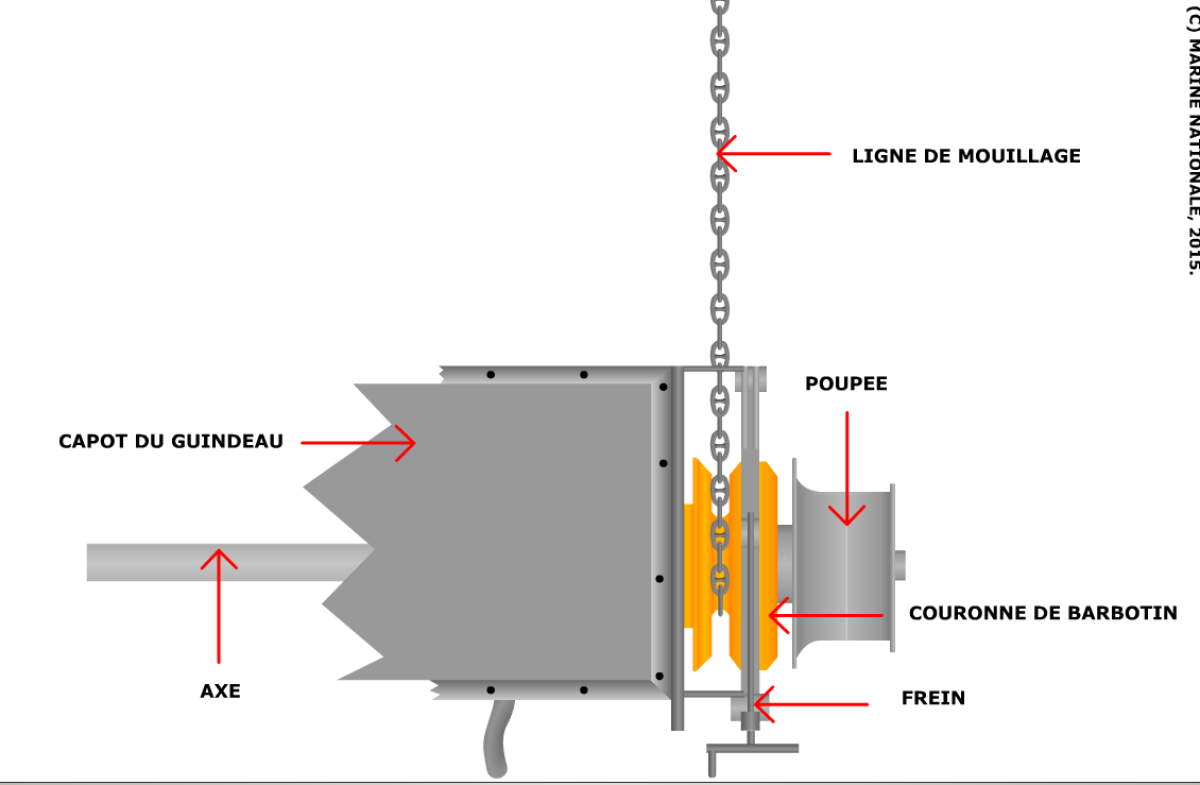 (C) MARINE NATIONALE, 2015.
LIGNE DE MOUILLAGE
POUPEE
CAPOT DU GUINDEAU
COURONNE DE BARBOTIN
AXE
FREIN